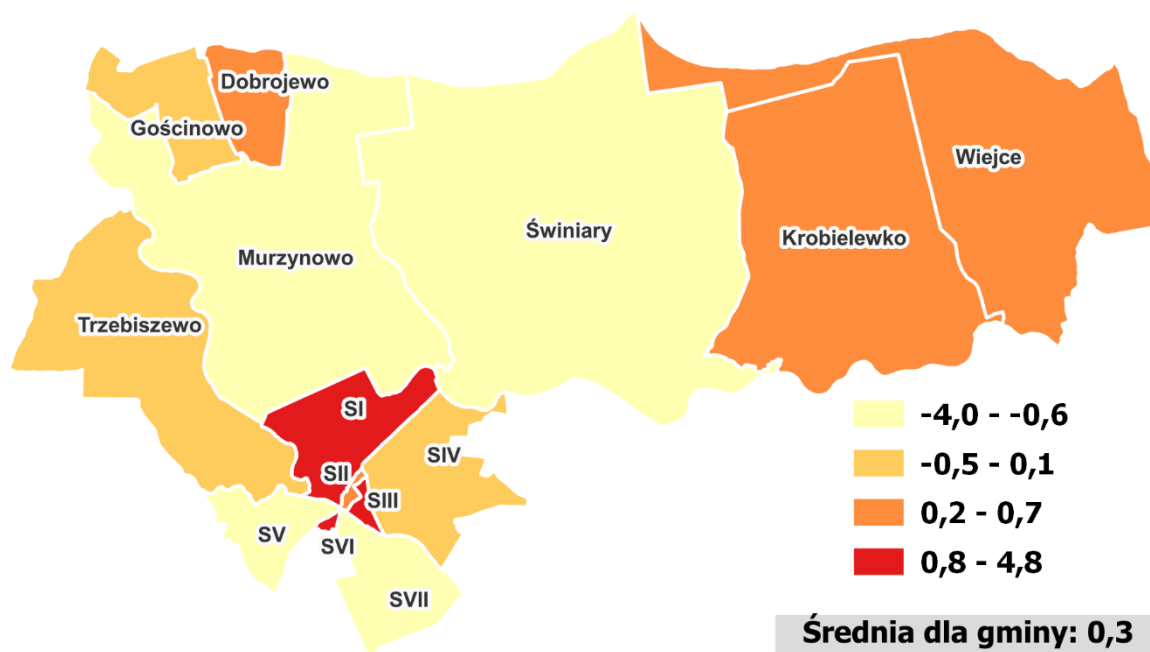 Dobrojewo
Gościnowo
Wiejce
Świniary
Krobielewko
Murzynowo
Trzebiszewo
SI
SIV
SII
SIII
SV
SVI
SVII
-4,0 - -0,6
-0,5 - 0,1
0,2 - 0,7
0,8 - 4,8
Średnia dla gminy: 0,3